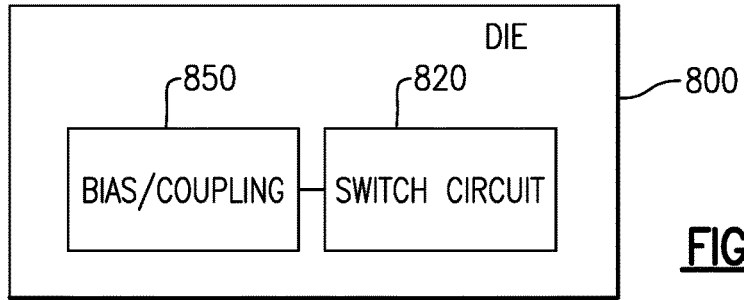 DIE
850
820
800
BIAS/COUPLING
SWITCH CIRCUIT
FIG